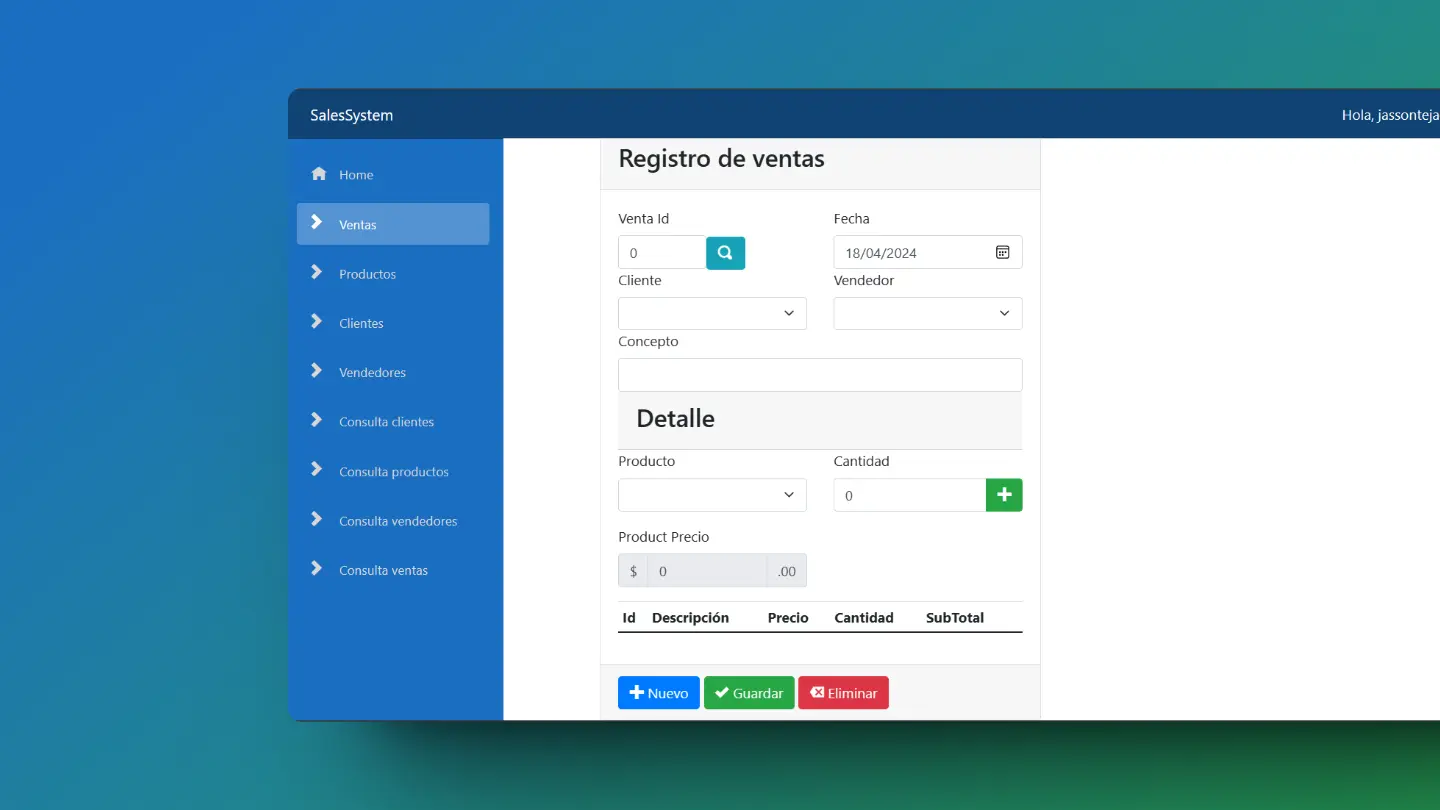 SalesSystem
Hola, jassonteja
Home
Ventas
Productos
Clientes
Vendedores
Consulta clientes
Consulta productos
Consulta vendedores
Consulta ventas
Registro de ventas
Venta Id
Fecha
0
18/04/2024
Cliente
Vendedor
Concepto
Detalle
Producto
Cantidad
0
Product Precio
$ 0 .00
Id Descripción Precio Cantidad SubTotal
Nuevo Guardar Eliminar